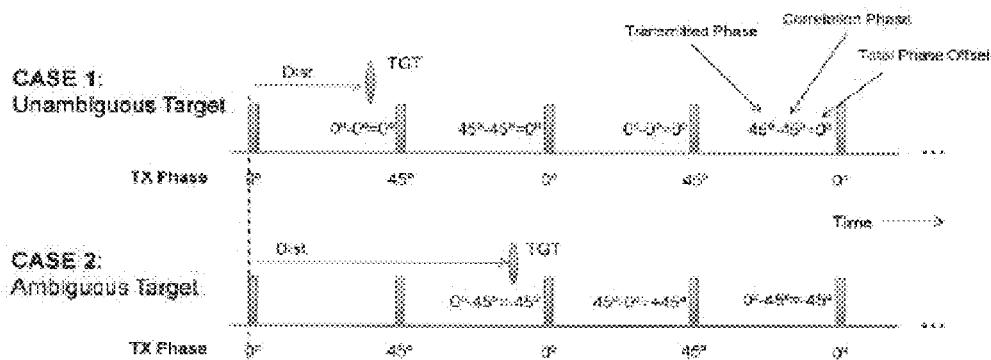 Transmitted Phase
Correlation Phase
Total Phase Offset
CASE 1:
Unambiguous Target
Dist
TGT
0°-0°=0°
45°-45°=0°
0°-0°=0°
45°-45°=0°
...
TX Phase
0°
45°
0°
45°
0°
Time
CASE 2:
Ambiguous Target
Dist
TGT
0°-45°=-45°
45°-0°=+45°
0°-45°=-45°
...
TX Phase
0°
45°
0°
45°
0°